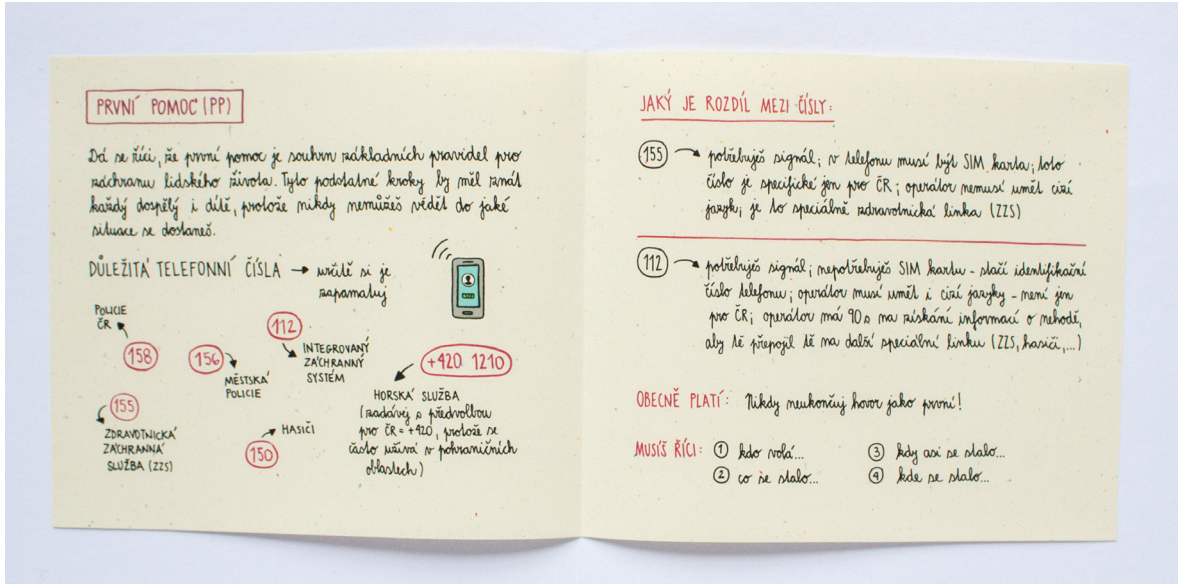 PRVNÍ POMOC (PP)
Dá se říci, že první pomoc je souhrn základních pravidel pro
záchranu lidského života. Tyto podstatné kroky by měl znát
každý dospělý i dítě, protože nikdy nemůžeš vědět do jaké
situace se dostaneš.
DŮLEŽITÁ TELEFONNÍ ČÍSLA → určitě si je
zapamatuj
POLICIE
ČR
158
156
MĚSTSKÁ
POLICIE
112
INTEGROVANÝ
ZÁCHRANNÝ
SYSTÉM
+420 1210
HORSKÁ SLUŽBA
(zadávej s předvolbou
pro ČR = +420, protože se
často užívá v pohraničních
oblastech)
155
ZDRAVOTNICKÁ
ZÁCHRANNÁ
SLUŽBA (ZZS)
150
HASIČI
JAKÝ JE ROZDÍL MEZI ČÍSLY:
155 → potřebuješ signál; v telefonu musí být SIM karta; toto
číslo je specifické jen pro ČR; operátor nemusí umět cizí
jazyk; je to speciálně zdravotnická linka (ZZS)
112 → potřebuješ signál; nepotřebuješ SIM kartu - stačí identifikační
číslo telefonu; operátor musí umět i cizí jazyky - není jen
pro ČR; operátor má 90s na získání informací o nehodě,
aby tě přepojil tě na další speciální linku (ZZS, hasiči,...)
OBECNĚ PLATÍ: Nikdy neukončuj hovor jako první!
MUSÍŠ ŘÍCI: 1 kdo volá... 3 kdy asi se stalo...
2 co se stalo... 4 kde se stalo...